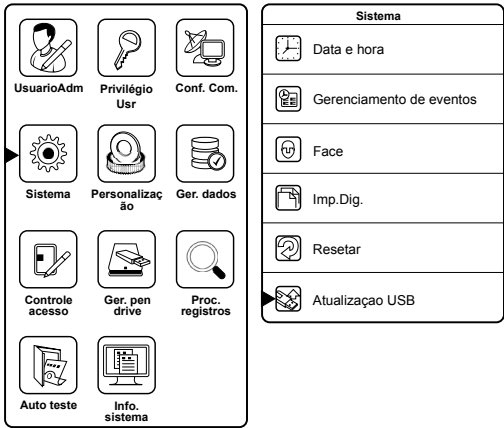 UsuarioAdm
Privilégio
Usr
Conf. Com.
Sistema
Personalizaç
ão
Ger. dados
Controle
acesso
Ger. pen
drive
Proc.
registros
Auto teste
Info.
sistema
Sistema
Data e hora
Gerenciamento de eventos
Face
Imp.Dig.
Resetar
Atualizaçao USB